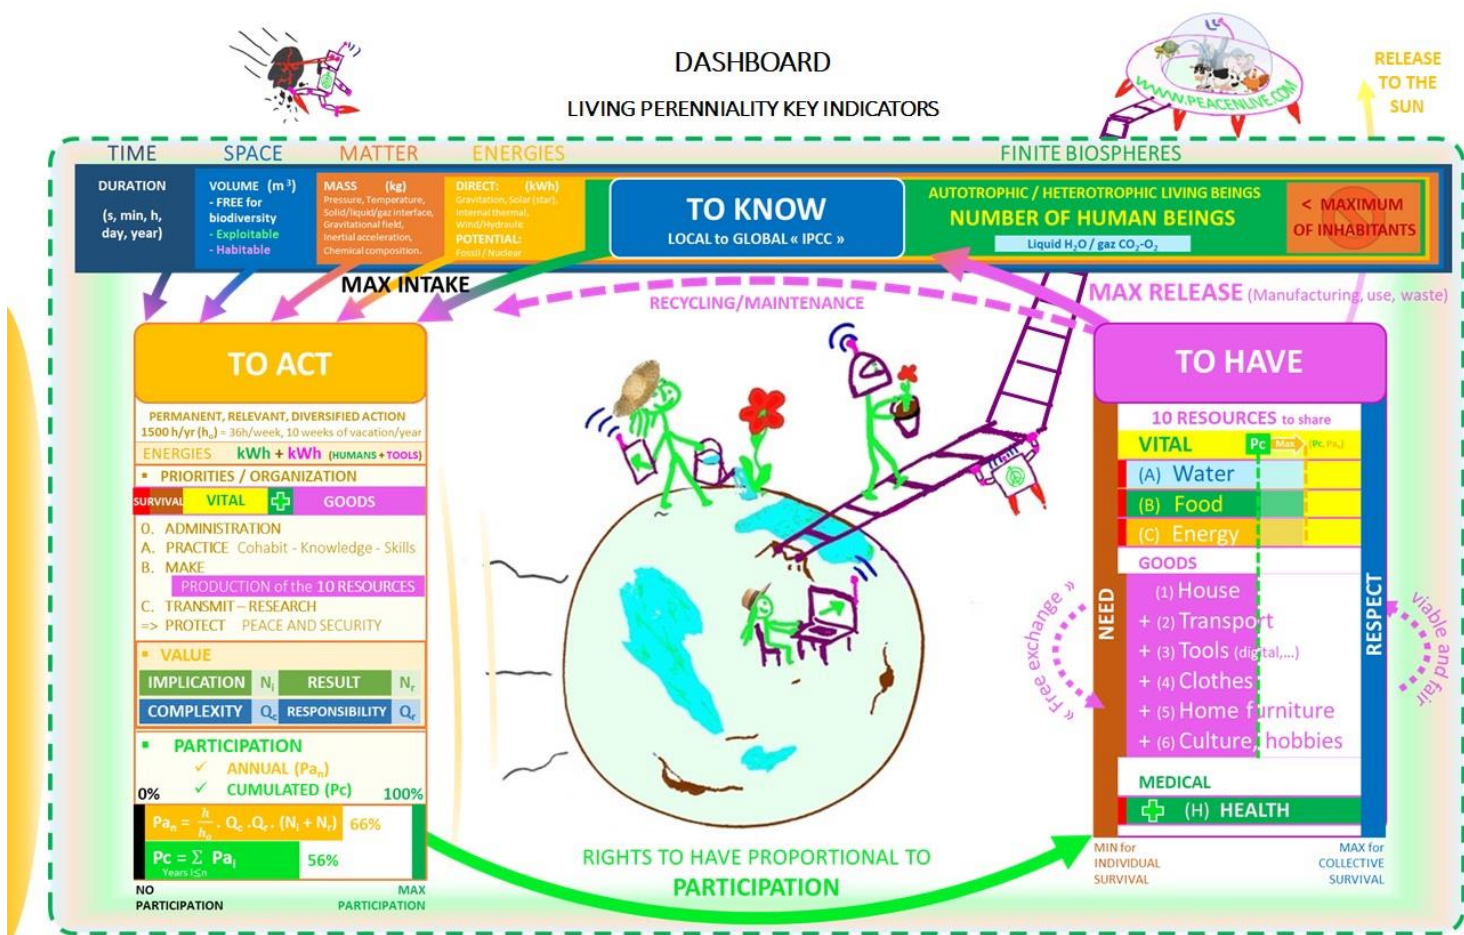 DASHBOARD
LIVING PERENNIALITY KEY INDICATORS
WWW.PEACENLIVE.COM
RELEASE
TO THE
SUN
TIME
SPACE
MATTER
ENERGIES
FINITE BIOSPHERES
DURATION
(s, min, h,
day, year)
VOLUME (m³)
- FREE for
biodiversity
- Exploitable
- Habitable
MASS (kg)
Pressure, Temperature,
Solid/liquid/gaz interface,
Gravitational field,
Inertial acceleration,
Chemical composition.
DIRECT: (kWh)
Gravitation, Solar (star),
Internal thermal,
Wind/Hydraulic
POTENTIAL:
Fossil / Nuclear
TO KNOW
LOCAL to GLOBAL « IPCC »
AUTOTROPHIC / HETEROTROPHIC LIVING BEINGS
NUMBER OF HUMAN BEINGS
Liquid H₂O / gaz CO₂-O₂
< MAXIMUM
OF INHABITANTS
MAX INTAKE
RECYCLING/MAINTENANCE
MAX RELEASE (Manufacturing, use, waste)
TO ACT
PERMANENT, RELEVANT, DIVERSIFIED ACTION
1500 h/yr (hₒ) = 36h/week, 10 weeks of vacation/year
ENERGIES kWh + kWh (HUMANS + TOOLS)
▪ PRIORITIES / ORGANIZATION
SURVIVAL VITAL GOODS
0. ADMINISTRATION
A. PRACTICE Cohabit - Knowledge - Skills
B. MAKE
PRODUCTION of the 10 RESOURCES
C. TRANSMIT – RESEARCH
=> PROTECT PEACE AND SECURITY
▪ VALUE
IMPLICATION Nᵢ RESULT Nᵣ
COMPLEXITY Q꜀ RESPONSIBILITY Qᵣ
▪ PARTICIPATION
✓ ANNUAL (Paₙ)
✓ CUMULATED (Pc)
0% 100%
Paₙ = h/hₒ . Q꜀ .Qᵣ . (Nᵢ + Nᵣ) 66%
Pc = Σ Paᵢ 56%
Years i≤n
NO
PARTICIPATION
MAX
PARTICIPATION
RIGHTS TO HAVE PROPORTIONAL TO
PARTICIPATION
TO HAVE
10 RESOURCES to share
VITAL Pc Max (Pc, Paₙ)
(A) Water
(B) Food
(C) Energy
GOODS
(1) House
+ (2) Transport
+ (3) Tools (digital,...)
+ (4) Clothes
+ (5) Home furniture
+ (6) Culture, hobbies
MEDICAL
(H) HEALTH
NEED
RESPECT
« Free exchange »
viable and fair
MIN for
INDIVIDUAL
SURVIVAL
MAX for
COLLECTIVE
SURVIVAL